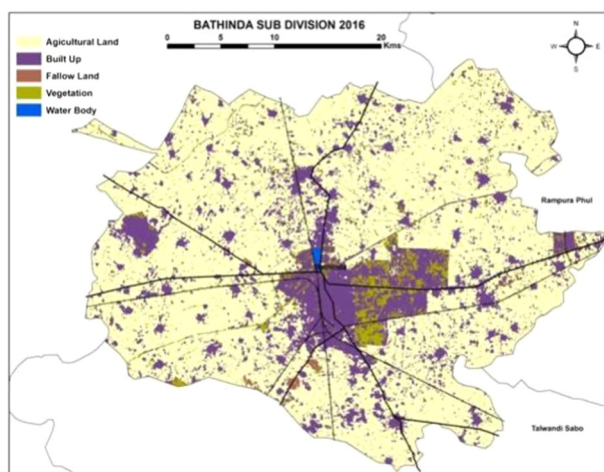 BATHINDA SUB DIVISION 2016
0 10 20
Kms
Agicultural Land
Built Up
Fallow Land
Vegetation
Water Body
N
W E
S
Rampura Phul
Talwandi Sabo